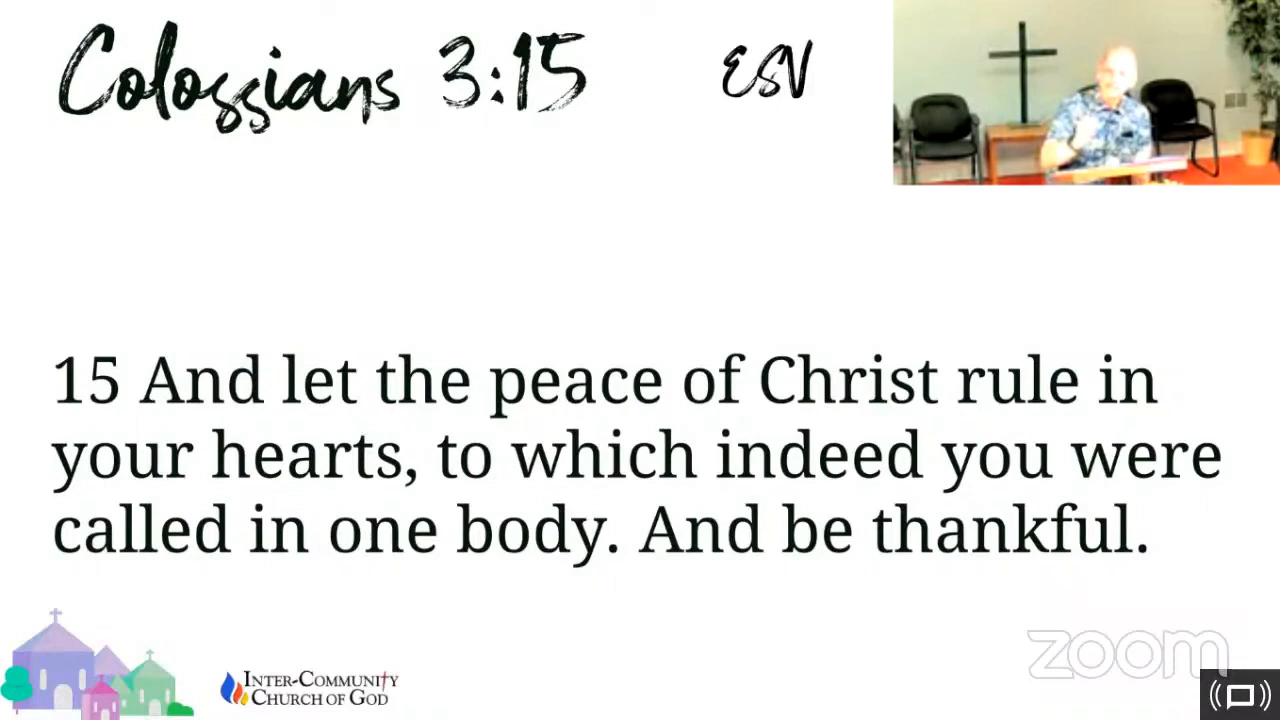 Colossians 3:15 ESV
15 And let the peace of Christ rule in
your hearts, to which indeed you were
called in one body. And be thankful.
INTER-COMMUNITY
CHURCH OF GOD
zoom